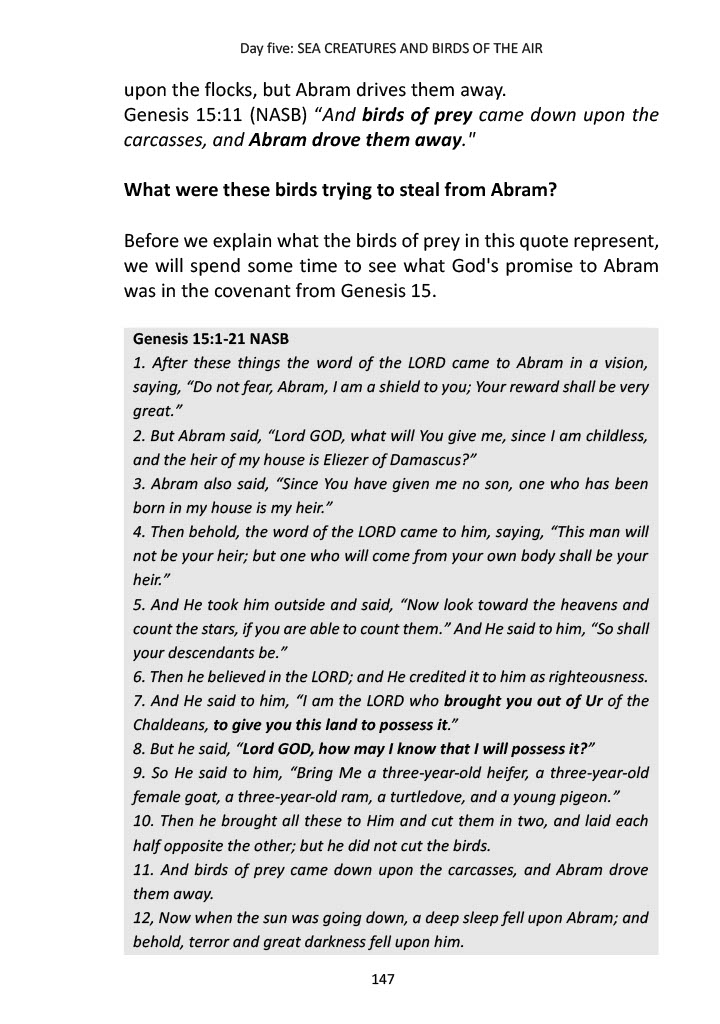 Day five: SEA CREATURES AND BIRDS OF THE AIR
upon the flocks, but Abram drives them away.
Genesis 15:11 (NASB) “And birds of prey came down upon the
carcasses, and Abram drove them away."
What were these birds trying to steal from Abram?
Before we explain what the birds of prey in this quote represent,
we will spend some time to see what God's promise to Abram
was in the covenant from Genesis 15.
Genesis 15:1-21 NASB
1. After these things the word of the LORD came to Abram in a vision,
saying, “Do not fear, Abram, I am a shield to you; Your reward shall be very
great.”
2. But Abram said, “Lord GOD, what will You give me, since I am childless,
and the heir of my house is Eliezer of Damascus?”
3. Abram also said, “Since You have given me no son, one who has been
born in my house is my heir.”
4. Then behold, the word of the LORD came to him, saying, “This man will
not be your heir; but one who will come from your own body shall be your
heir.”
5. And He took him outside and said, “Now look toward the heavens and
count the stars, if you are able to count them.” And He said to him, “So shall
your descendants be.”
6. Then he believed in the LORD; and He credited it to him as righteousness.
7. And He said to him, “I am the LORD who brought you out of Ur of the
Chaldeans, to give you this land to possess it.”
8. But he said, “Lord GOD, how may I know that I will possess it?”
9. So He said to him, “Bring Me a three-year-old heifer, a three-year-old
female goat, a three-year-old ram, a turtledove, and a young pigeon.”
10. Then he brought all these to Him and cut them in two, and laid each
half opposite the other; but he did not cut the birds.
11. And birds of prey came down upon the carcasses, and Abram drove
them away.
12, Now when the sun was going down, a deep sleep fell upon Abram; and
behold, terror and great darkness fell upon him.
147